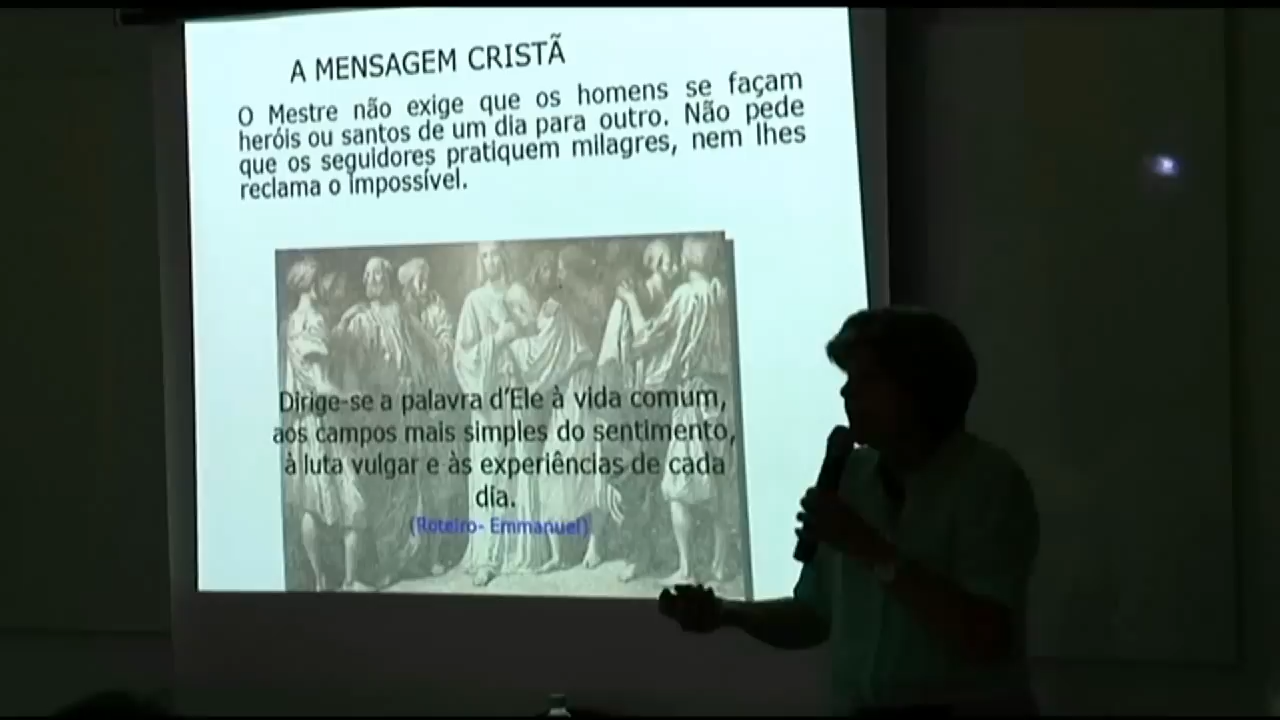 A MENSAGEM CRISTÃ
O Mestre não exige que os homens se façam
heróis ou santos de um dia para outro. Não pede
que os seguidores pratiquem milagres, nem lhes
reclama o impossível.
Dirige-se a palavra d'Ele à vida comum,
aos campos mais simples do sentimento,
à luta vulgar e às experiências de cada
dia.
(Roteiro- Emmanuel)